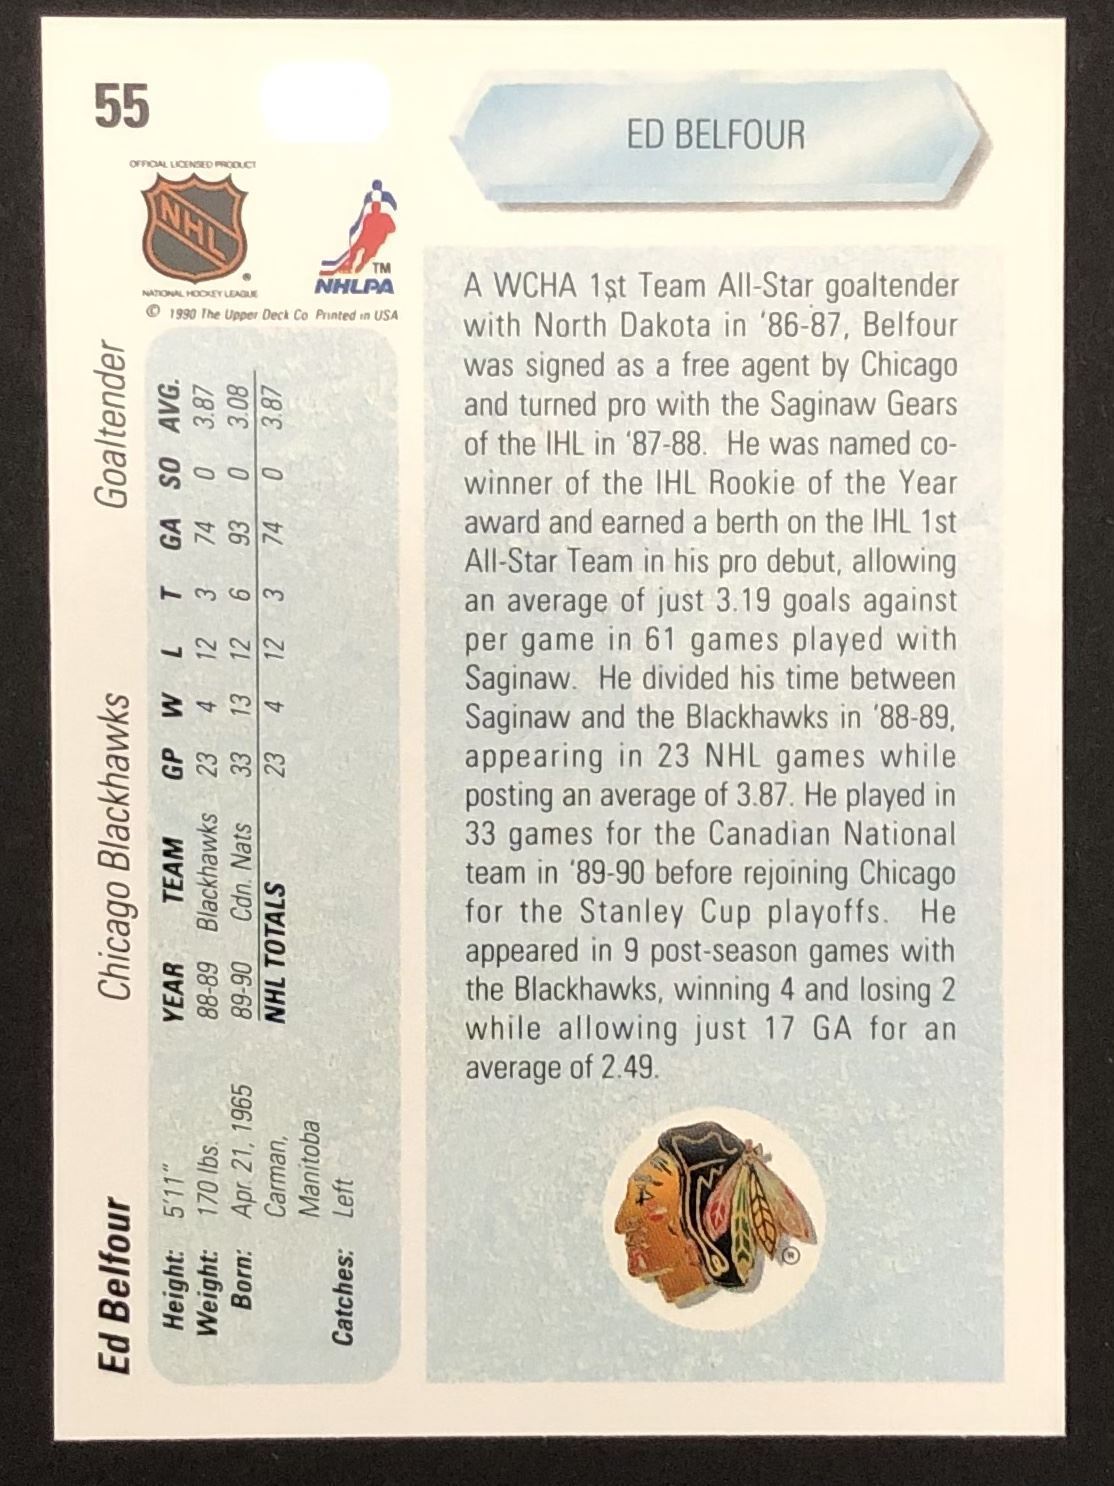 55
OFFICIAL LICENSED PRODUCT
NHL
®
NATIONAL HOCKEY LEAGUE
TM
NHLPA
© 1990 The Upper Deck Co Printed in USA
ED BELFOUR
A WCHA 1st Team All-Star goaltender
with North Dakota in '86-87, Belfour
was signed as a free agent by Chicago
and turned pro with the Saginaw Gears
of the IHL in '87-88. He was named co-
winner of the IHL Rookie of the Year
award and earned a berth on the IHL 1st
All-Star Team in his pro debut, allowing
an average of just 3.19 goals against
per game in 61 games played with
Saginaw. He divided his time between
Saginaw and the Blackhawks in '88-89,
appearing in 23 NHL games while
posting an average of 3.87. He played in
33 games for the Canadian National
team in '89-90 before rejoining Chicago
for the Stanley Cup playoffs. He
appeared in 9 post-season games with
the Blackhawks, winning 4 and losing 2
while allowing just 17 GA for an
average of 2.49.
®
Ed Belfour Chicago Blackhawks Goaltender
Height: 5'11"
Weight: 170 lbs.
Born: Apr. 21, 1965
Carman,
Manitoba
Catches: Left
YEAR TEAM GP W L T GA SO AVG.
88-89 Blackhawks 23 4 12 3 74 0 3.87
89-90 Cdn. Nats 33 13 12 6 93 0 3.08
NHL TOTALS 23 4 12 3 74 0 3.87